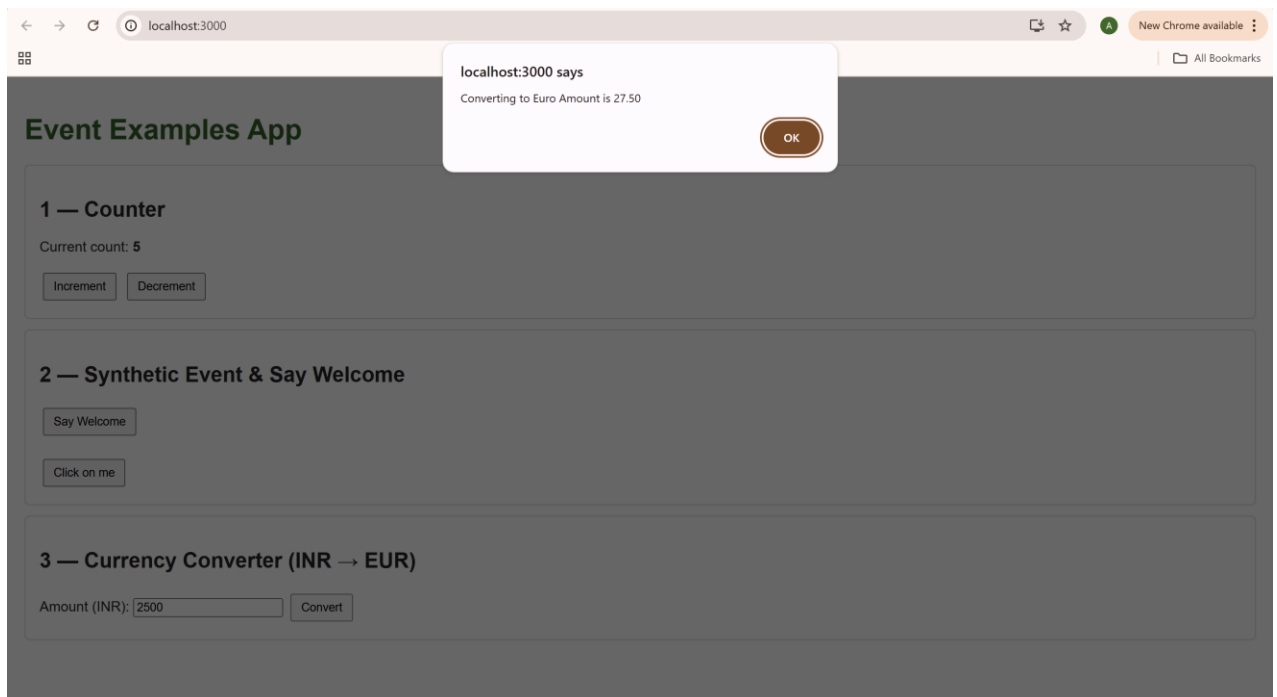 localhost:3000
A
New Chrome available
All Bookmarks
localhost:3000 says
Converting to Euro Amount is 27.50
OK
Event Examples App
1 — Counter
Current count: 5
Increment Decrement
2 — Synthetic Event & Say Welcome
Say Welcome
Click on me
3 — Currency Converter (INR → EUR)
Amount (INR): 2500 Convert